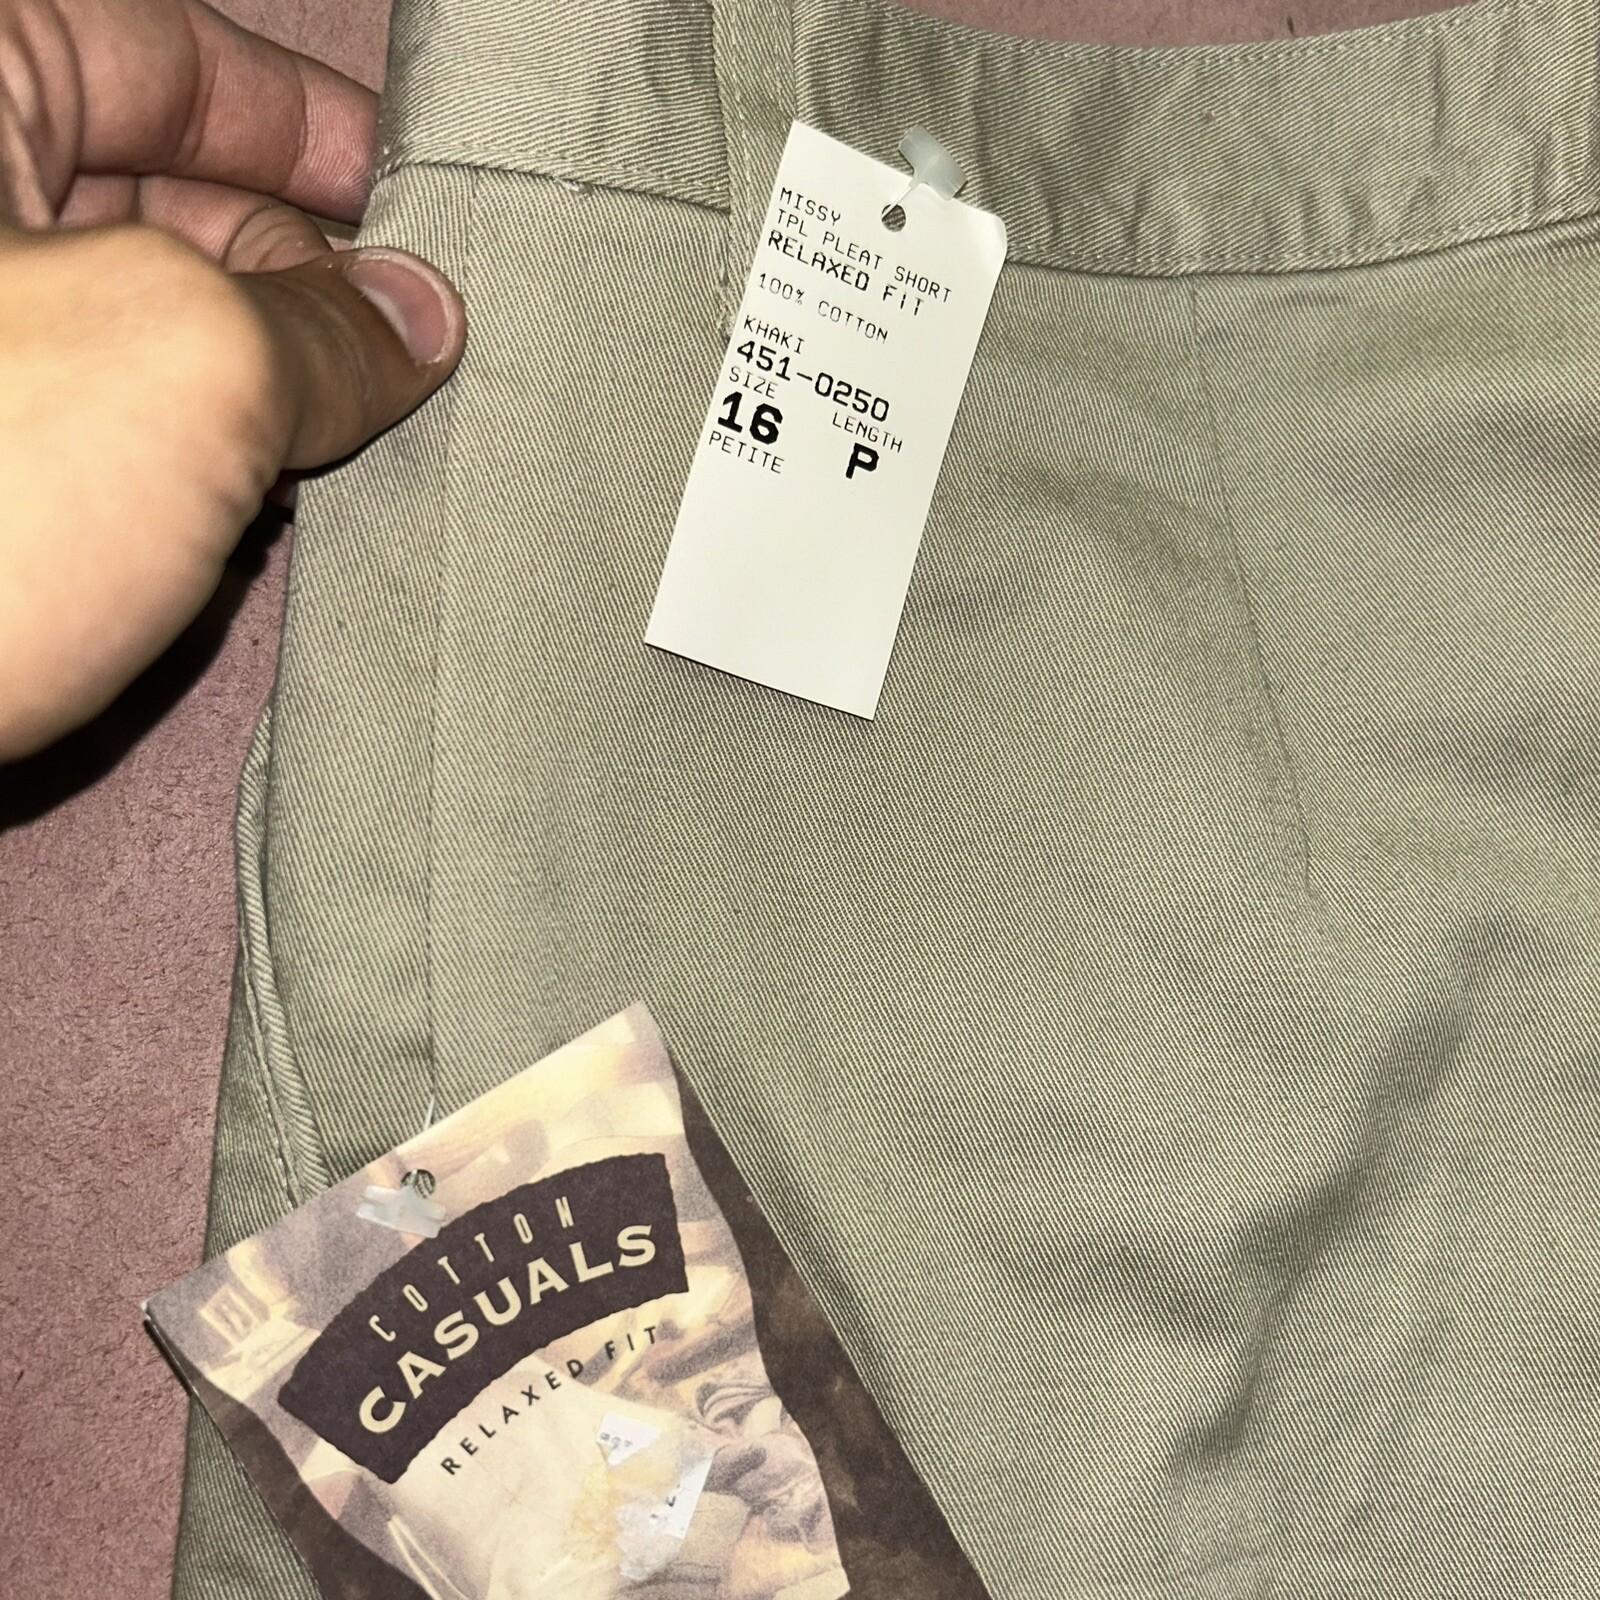 MISSY
TPL PLEAT SHORT
RELAXED FIT
100% COTTON
KHAKI
451-0250
SIZE LENGTH
16 P
PETITE
COTTON
CASUALS
RELAXED FIT